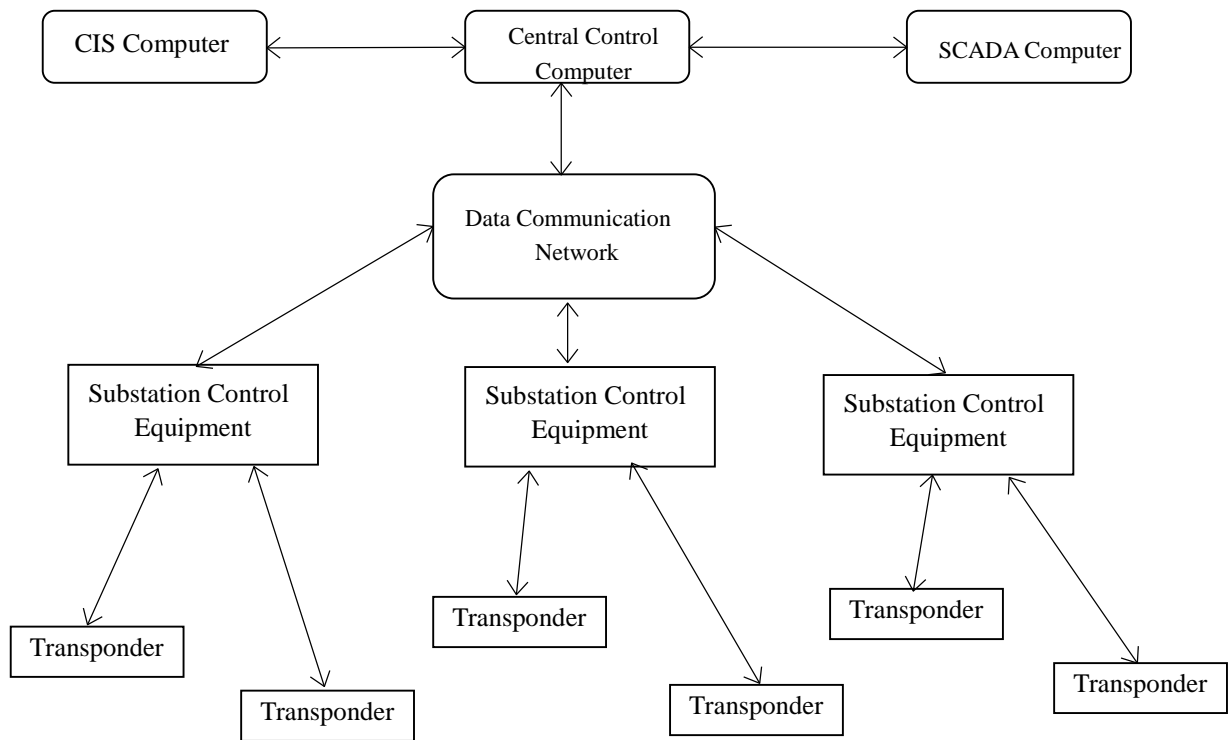 CIS Computer
Central Control
Computer
SCADA Computer
Data Communication
Network
Substation Control
Equipment
Substation Control
Equipment
Substation Control
Equipment
Transponder
Transponder
Transponder
Transponder
Transponder
Transponder